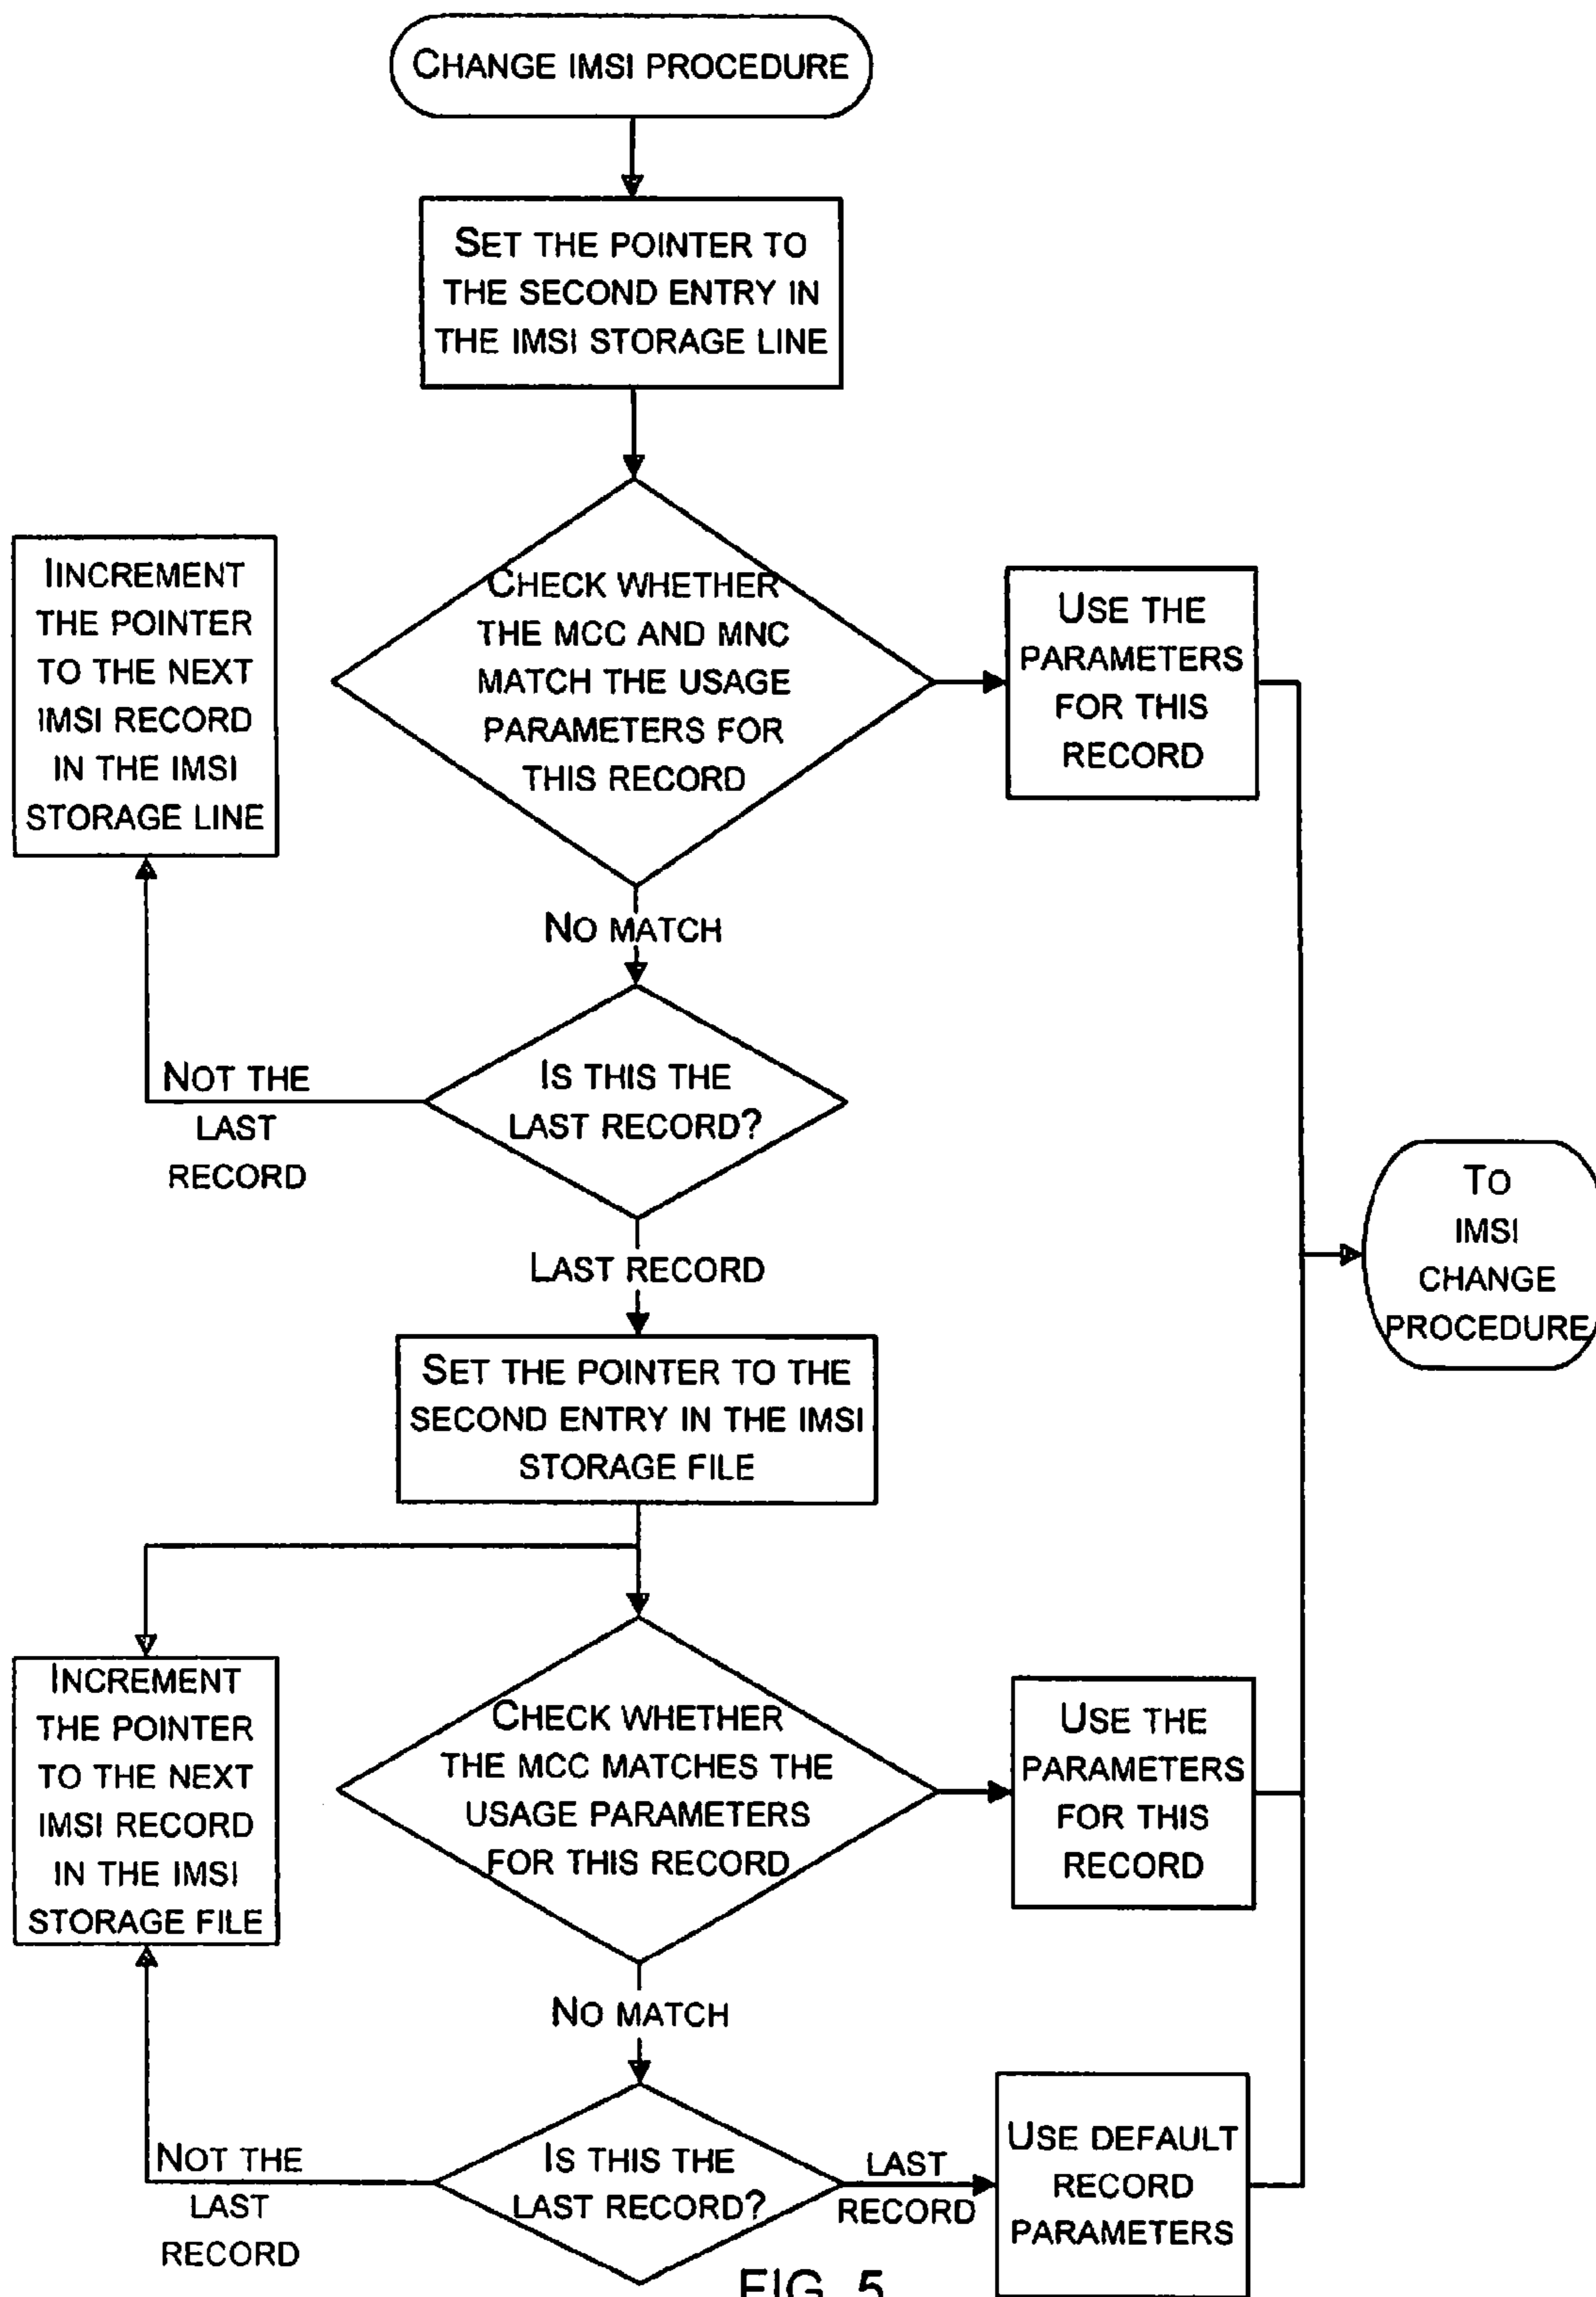 CHANGE IMSI PROCEDURE
SET THE POINTER TO
THE SECOND ENTRY IN
THE IMSI STORAGE LINE
IINCREMENT
THE POINTER
TO THE NEXT
IMSI RECORD
IN THE IMSI
STORAGE LINE
CHECK WHETHER
THE MCC AND MNC
MATCH THE USAGE
PARAMETERS FOR
THIS RECORD
USE THE
PARAMETERS
FOR THIS
RECORD
NO MATCH
NOT THE
LAST
RECORD
IS THIS THE
LAST RECORD?
TO
IMSI
CHANGE
PROCEDURE
LAST RECORD
SET THE POINTER TO THE
SECOND ENTRY IN THE IMSI
STORAGE FILE
INCREMENT
THE POINTER
TO THE NEXT
IMSI RECORD
IN THE IMSI
STORAGE FILE
CHECK WHETHER
THE MCC MATCHES THE
USAGE PARAMETERS
FOR THIS RECORD
USE THE
PARAMETERS
FOR THIS
RECORD
NO MATCH
NOT THE
LAST
RECORD
IS THIS THE
LAST RECORD?
LAST
RECORD
USE DEFAULT
RECORD
PARAMETERS
FIG. 5